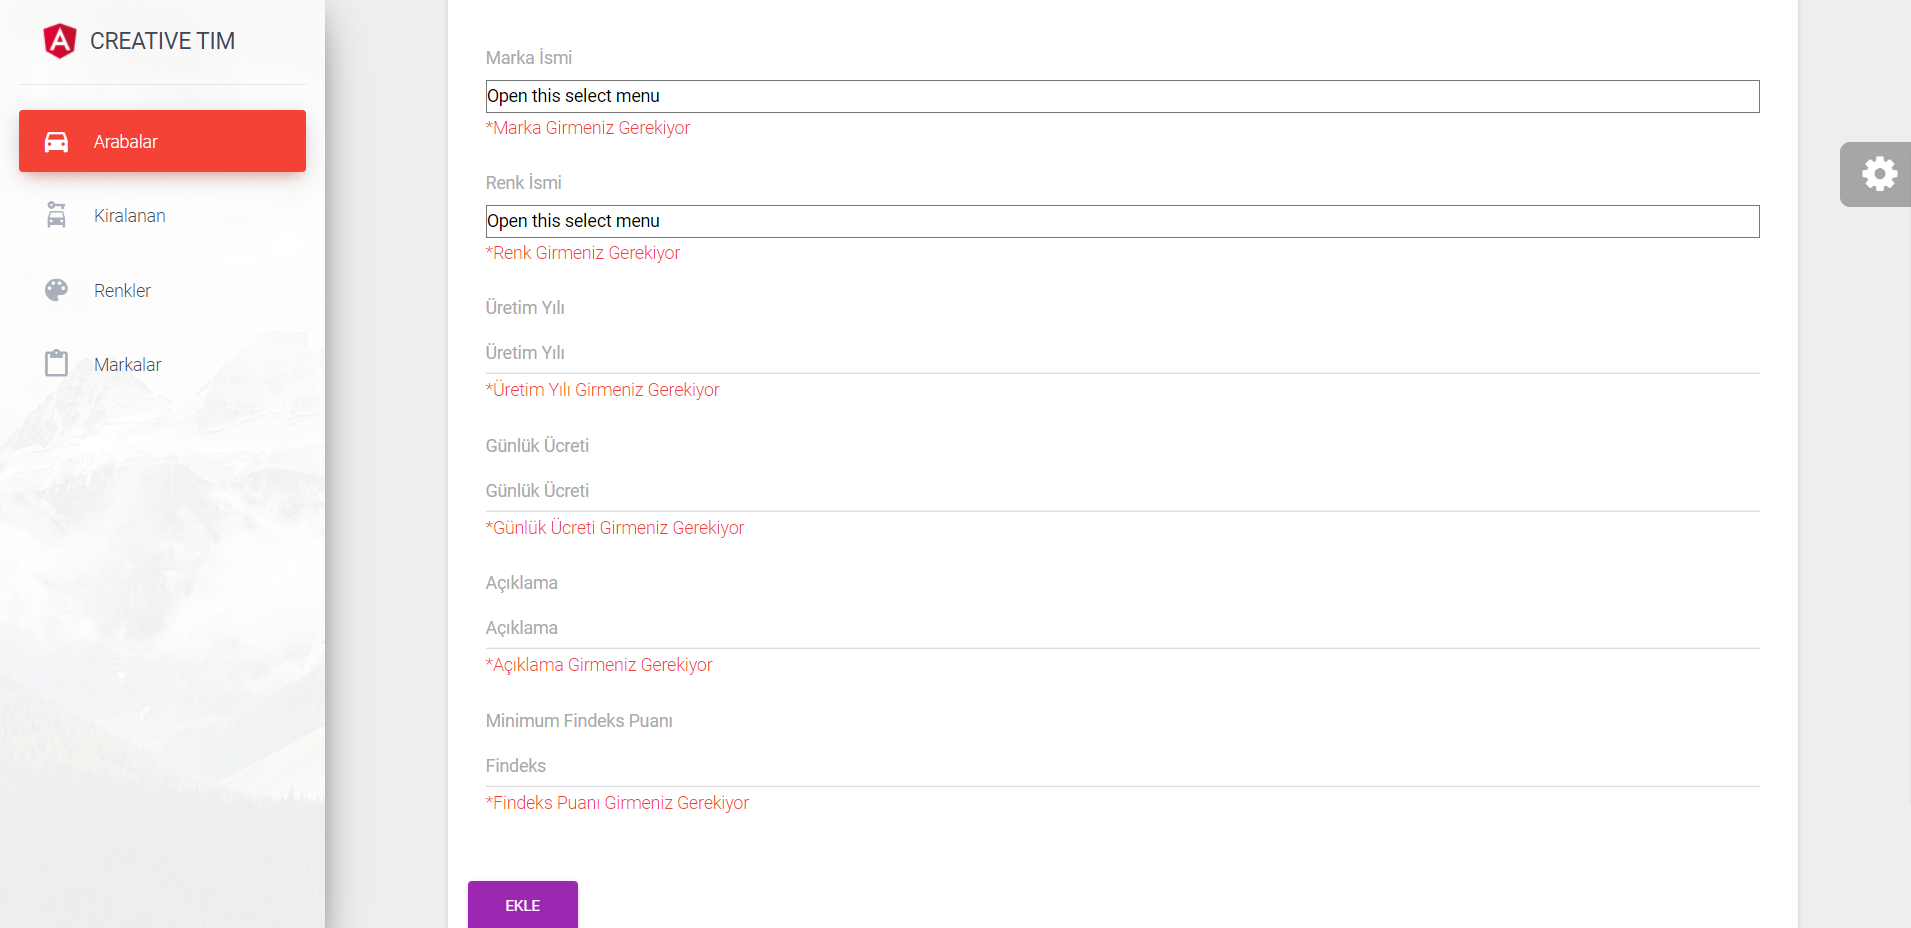 CREATIVE TIM
Arabalar
Kiralanan
Renkler
Markalar
Marka İsmi
Open this select menu
*Marka Girmeniz Gerekiyor
Renk İsmi
Open this select menu
*Renk Girmeniz Gerekiyor
Üretim Yılı
Üretim Yılı
*Üretim Yılı Girmeniz Gerekiyor
Günlük Ücreti
Günlük Ücreti
*Günlük Ücreti Girmeniz Gerekiyor
Açıklama
Açıklama
*Açıklama Girmeniz Gerekiyor
Minimum Findeks Puanı
Findeks
*Findeks Puanı Girmeniz Gerekiyor
EKLE